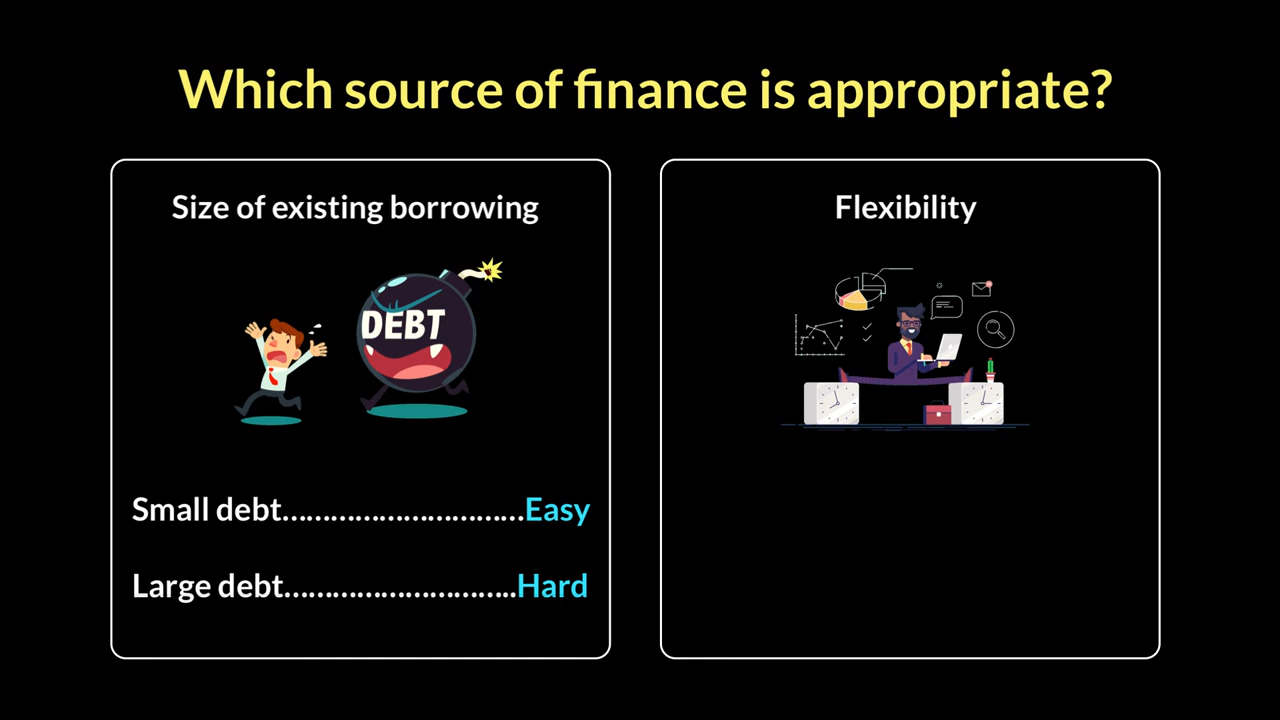 Which source of finance is appropriate?
Size of existing borrowing
DEBT
Small debt...........................Easy
Large debt..........................Hard
Flexibility